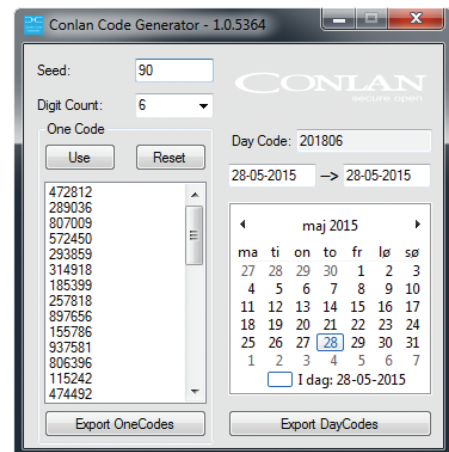 Conlan Code Generator - 1.0.5364
Seed: 90
CONLAN
secure open
Digit Count: 6
One Code
Use Reset
472812
289036
807009
572450
293859
314918
185399
257818
897656
155786
937581
806396
115242
474492
Export OneCodes
Day Code: 201806
28-05-2015 --> 28-05-2015
maj 2015
ma ti on to fr lø sø
27 28 29 30 1 2 3
4 5 6 7 8 9 10
11 12 13 14 15 16 17
18 19 20 21 22 23 24
25 26 27 28 29 30 31
1 2 3 4 5 6 7
I dag: 28-05-2015
Export DayCodes